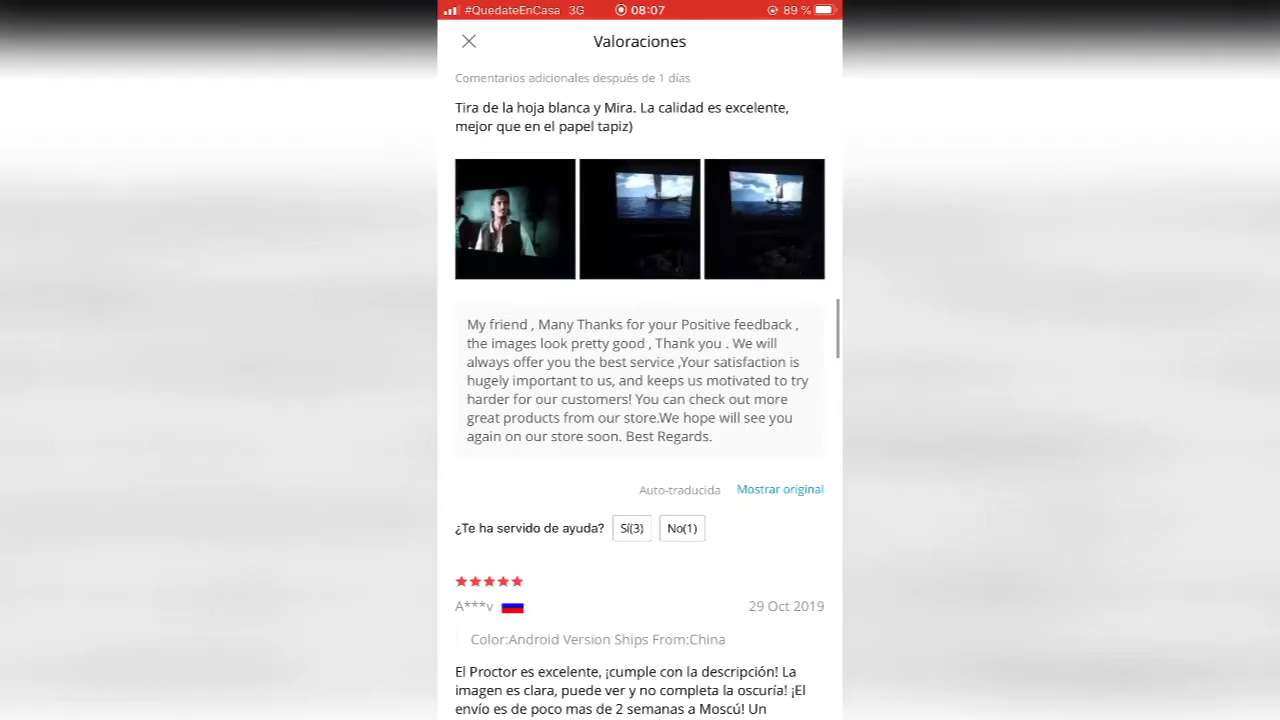 #QuedateEnCasa 3G 08:07 89 %
Valoraciones
Comentarios adicionales después de 1 días
Tira de la hoja blanca y Mira. La calidad es excelente,
mejor que en el papel tapiz)
My friend , Many Thanks for your Positive feedback ,
the images look pretty good , Thank you . We will
always offer you the best service ,Your satisfaction is
hugely important to us, and keeps us motivated to try
harder for our customers! You can check out more
great products from our store.We hope will see you
again on our store soon. Best Regards.
Auto-traducida Mostrar original
¿Te ha servido de ayuda? Sí(3) No(1)
A***v 29 Oct 2019
Color:Android Version Ships From:China
El Proctor es excelente, ¡cumple con la descripción! La
imagen es clara, puede ver y no completa la oscuría! ¡El
envío es de poco mas de 2 semanas a Moscú! Un